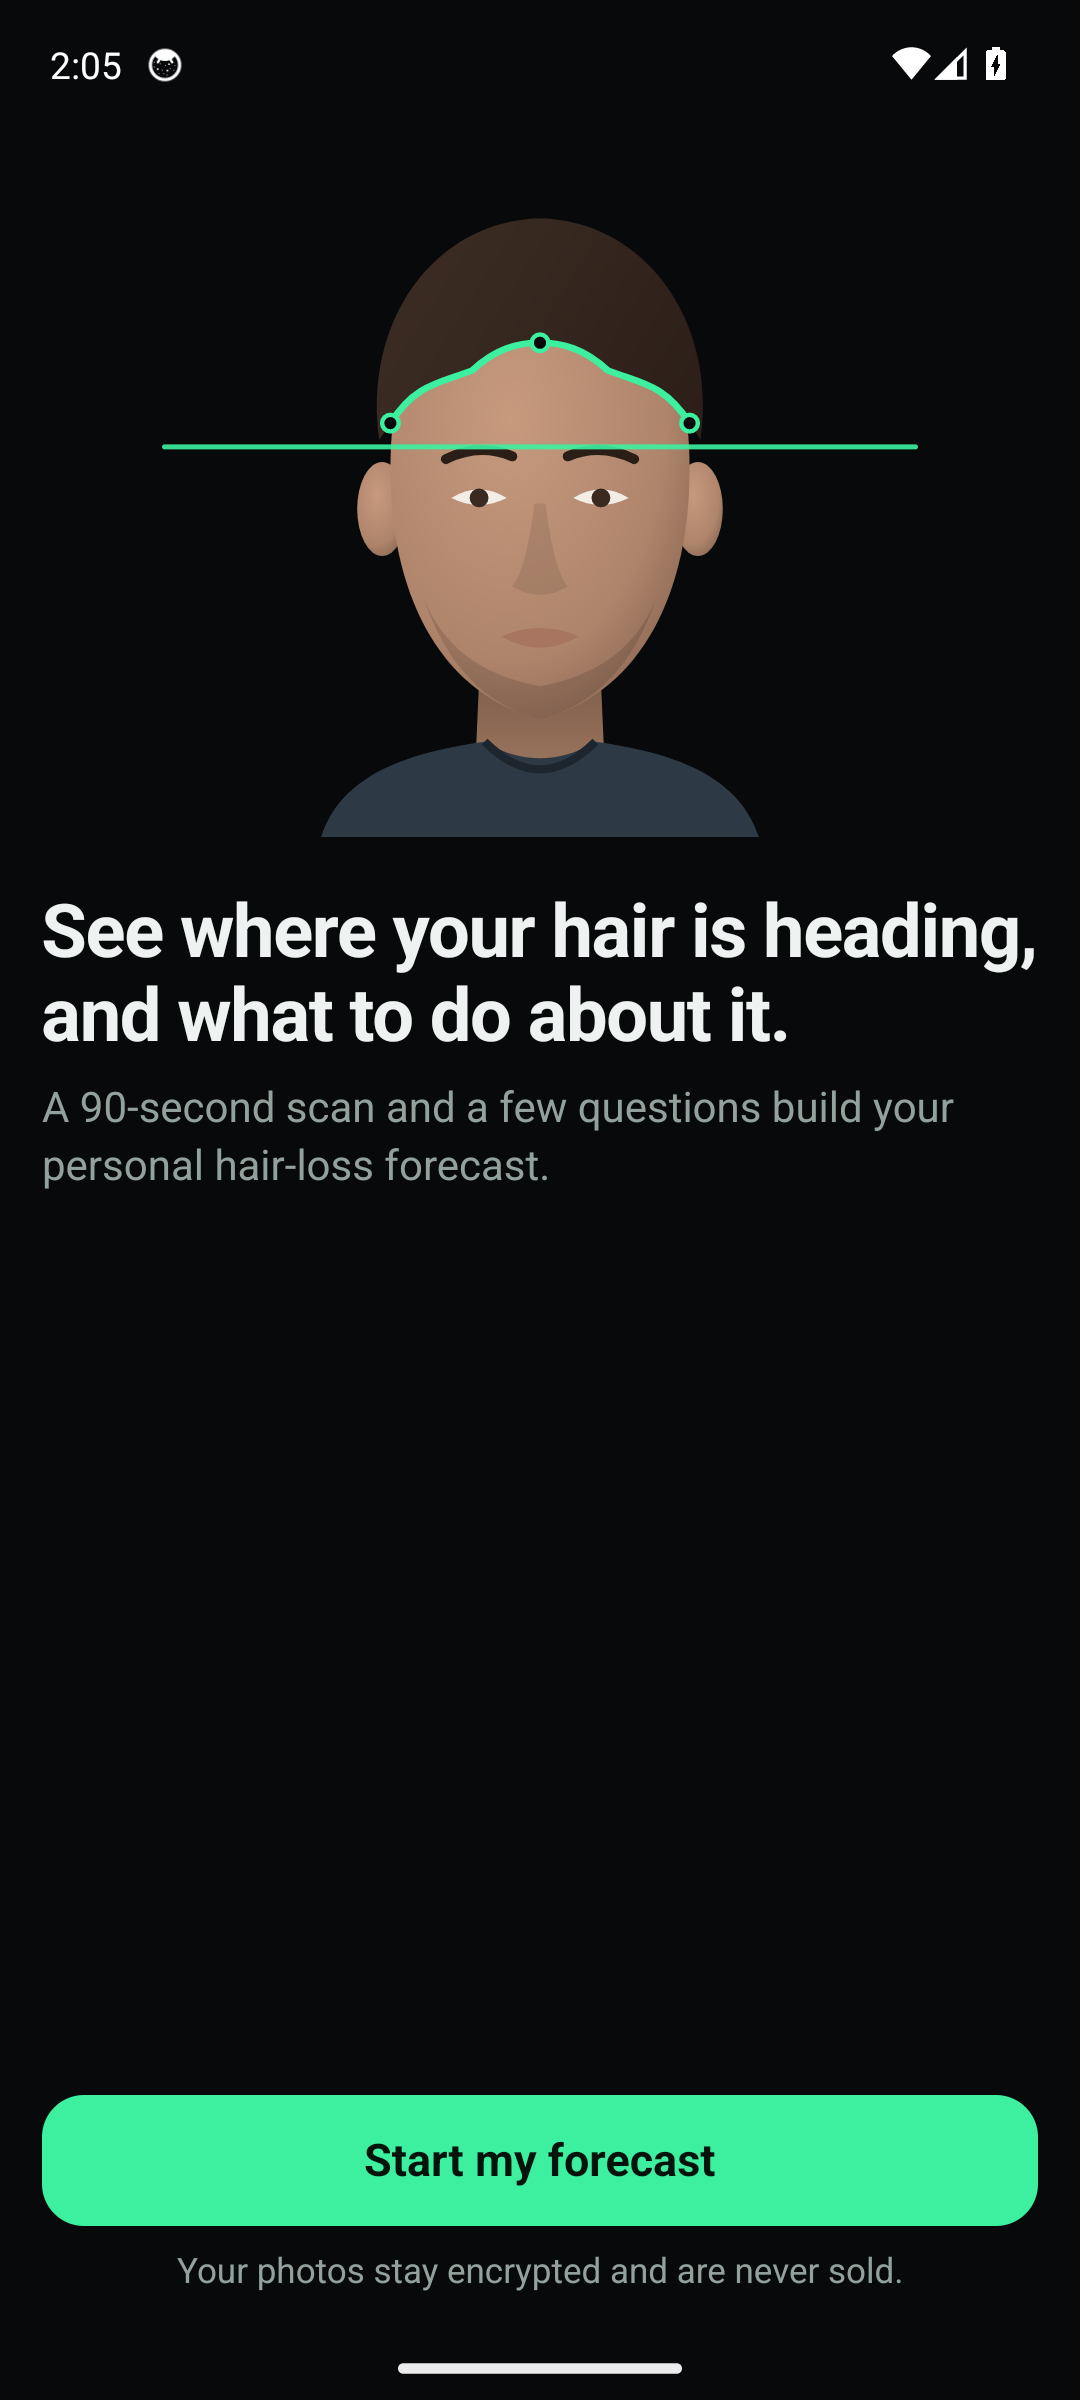 2:05
See where your hair is heading,
and what to do about it.
A 90-second scan and a few questions build your
personal hair-loss forecast.
Start my forecast
Your photos stay encrypted and are never sold.